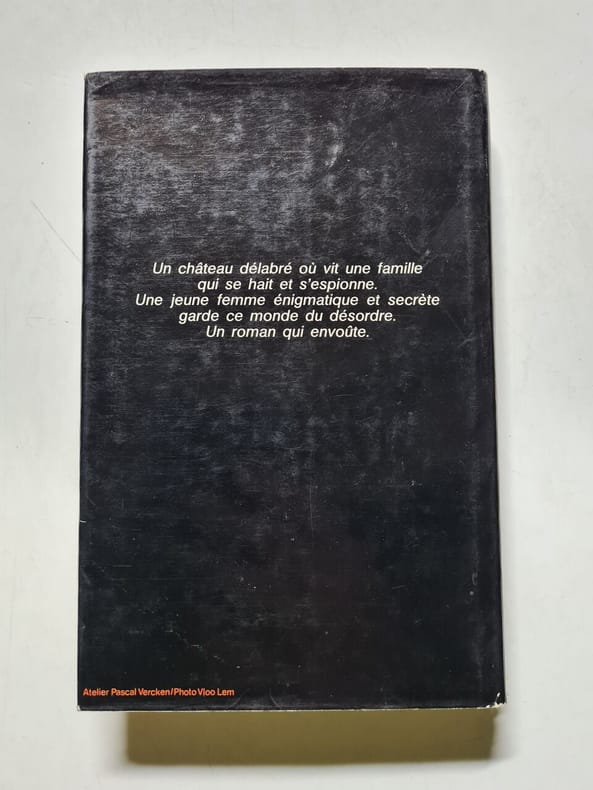 Un château délabré où vit une famille
qui se hait et s'espionne.
Une jeune femme énigmatique et secrète
garde ce monde du désordre.
Un roman qui envoûte.
Atelier Pascal Vercken/Photo Vloo Lem